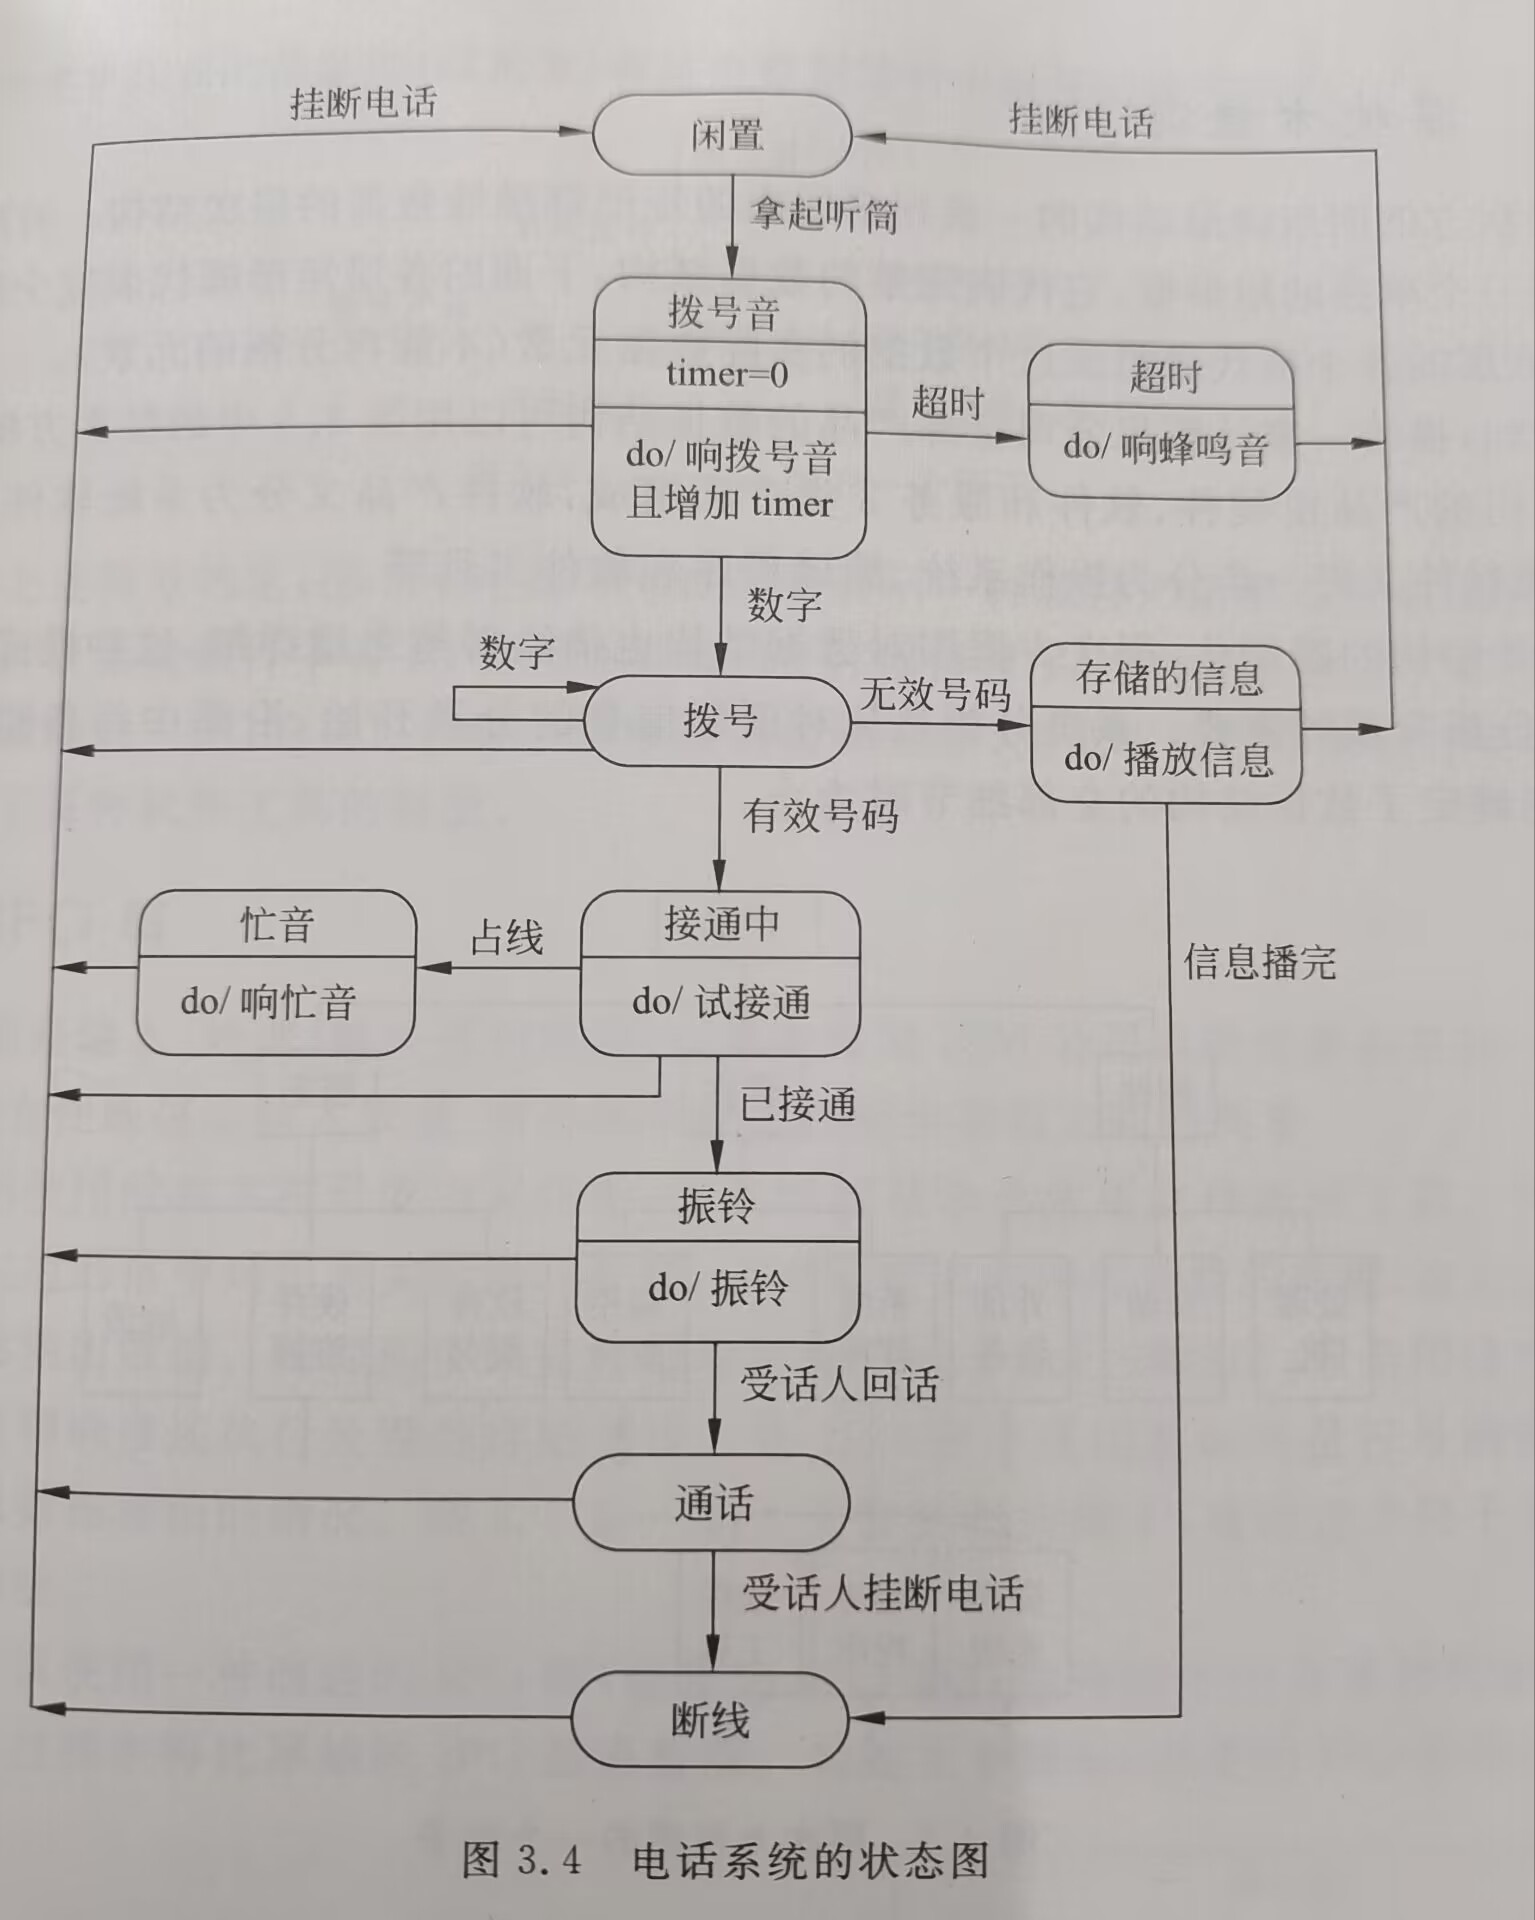 挂断电话
闲置
挂断电话
拿起听筒
拨号音
timer=0
do/ 响拨号音
且增加 timer
超时
超时
do/ 响蜂鸣音
数字
数字
拨号
无效号码
存储的信息
do/ 播放信息
有效号码
忙音
do/ 响忙音
占线
接通中
do/ 试接通
信息播完
已接通
振铃
do/ 振铃
受话人回话
通话
受话人挂断电话
断线
图 3.4 电话系统的状态图